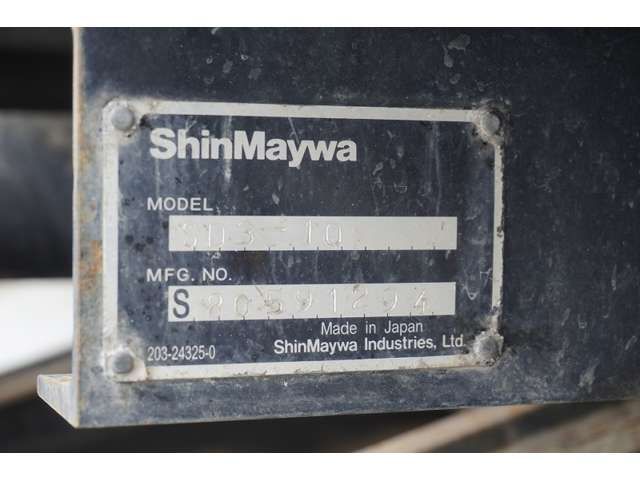 ShinMaywa
MODEL
MFG. NO.
S
Made in Japan
203-24325-0
ShinMaywa Industries, Ltd